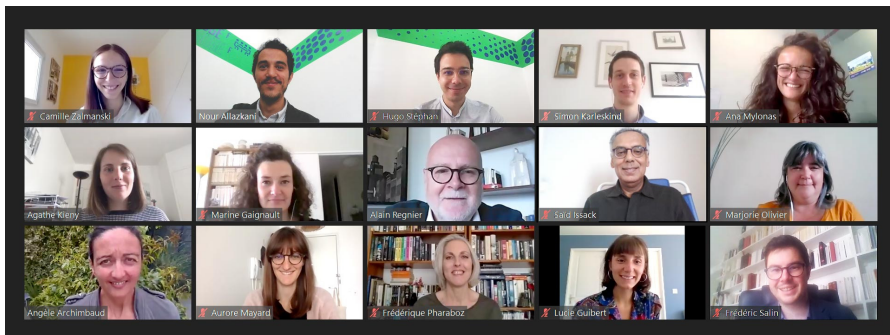 Camille Zalmanski
Nour Allazkani
Hugo Stéphan
Simon Karleskind
Ana Mylonas
Agathe Kieny
Marine Gaignault
Alain Regnier
Saïd Issack
Marjorie Olivier
Angèle Archimbaud
Aurore Mayard
Frédérique Pharaboz
Lucie Guibert
Frédéric Salin